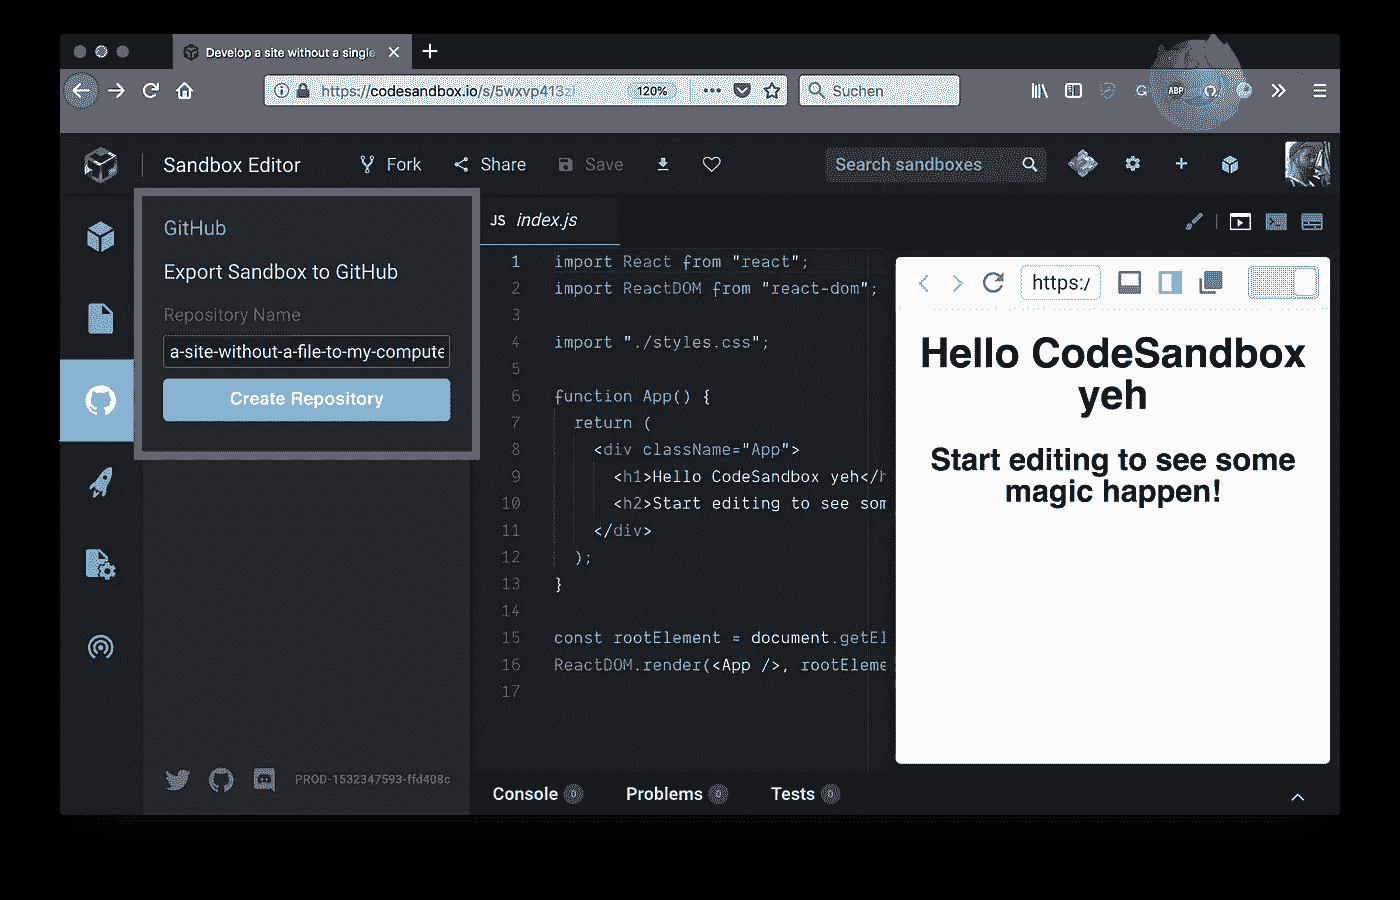 Develop a site without a single
https://codesandbox.io/s/5wxvp413z
120%
Suchen
G
ABP
Sandbox Editor
Fork
Share
Save
Search sandboxes
GitHub
Export Sandbox to GitHub
Repository Name
a-site-without-a-file-to-my-compute
Create Repository
PROD-1532347593-ffd408c
JS index.js
1 import React from "react";
2 import ReactDOM from "react-dom";
3
4 import "./styles.css";
5
6 function App() {
7 return (
8 <div className="App">
9 <h1>Hello CodeSandbox yeh</h
10 <h2>Start editing to see som
11 </div>
12 );
13 }
14
15 const rootElement = document.getEl
16 ReactDOM.render(<App />, rootEleme
17
https:/
Hello CodeSandbox
yeh
Start editing to see some
magic happen!
Console 0
Problems 0
Tests 0